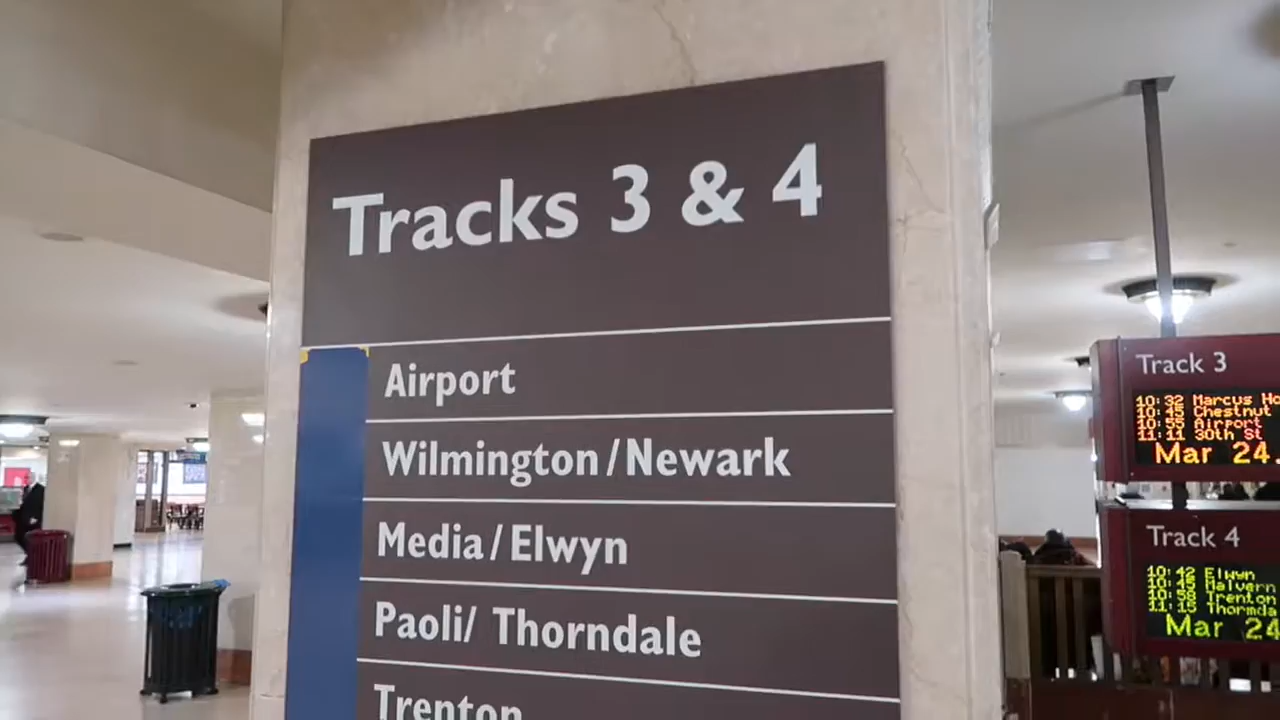 Tracks 3 & 4
Airport
Wilmington/Newark
Media/Elwyn
Paoli/ Thorndale
Trenton
Track 3
10:32 Marcus Ho
10:45 Chestnut
10:55 Airport
11:11 30th St
Mar 24.
Track 4
10:42 Elwyn
10:45 Malvern
10:58 Trenton
11:15 Thornda
Mar 24